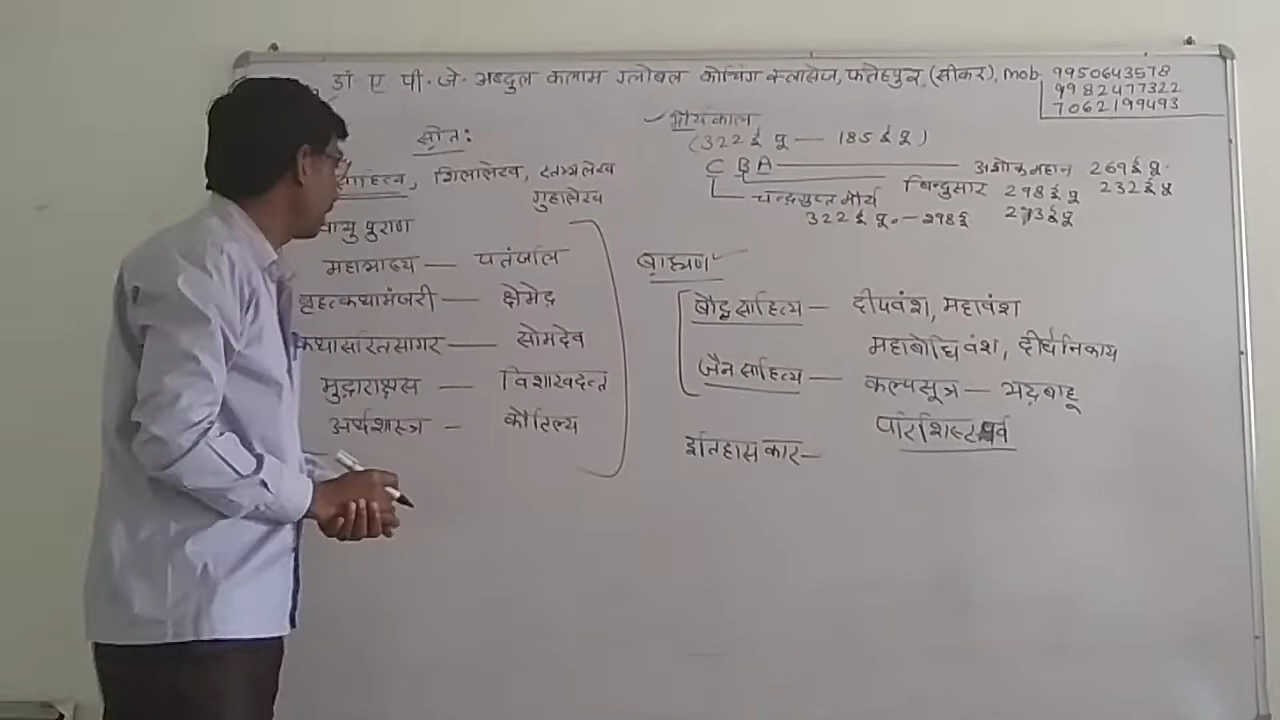 डॉ ए पी. जे. अब्दुल कलाम ग्लोबल कोचिंग क्लासेज, फतेहपुर, (सीकर), Mob. 9950643578
9982477322
7062199493
स्रोत:
साहित्य, शिलालेख, स्तम्भलेख
गुहालेख
वायु पुराण
महाभाष्य — पतंजलि
बृहत्कथामंजरी — क्षेमेंद्र
कथासरितसागर — सोमदेव
मुद्राराक्षस — विशाखदत्त
अर्थशास्त्र — कौटिल्य
मौर्यकाल
(322 ई पू — 185 ई पू)
C B A — अशोक महान 269 ई पू.
232 ई पू
बिन्दुसार 298 ई पू
273 ई पू
चन्द्रगुप्त मौर्य
322 ई पू. — 298 ई
ब्राह्मण
बौद्ध साहित्य — दीपवंश, महावंश
महाबोधि वंश, दीर्घनिकाय
जैन साहित्य — कल्पसूत्र — भद्रबाहू
परिशिष्ट पर्व
इतिहासकार —